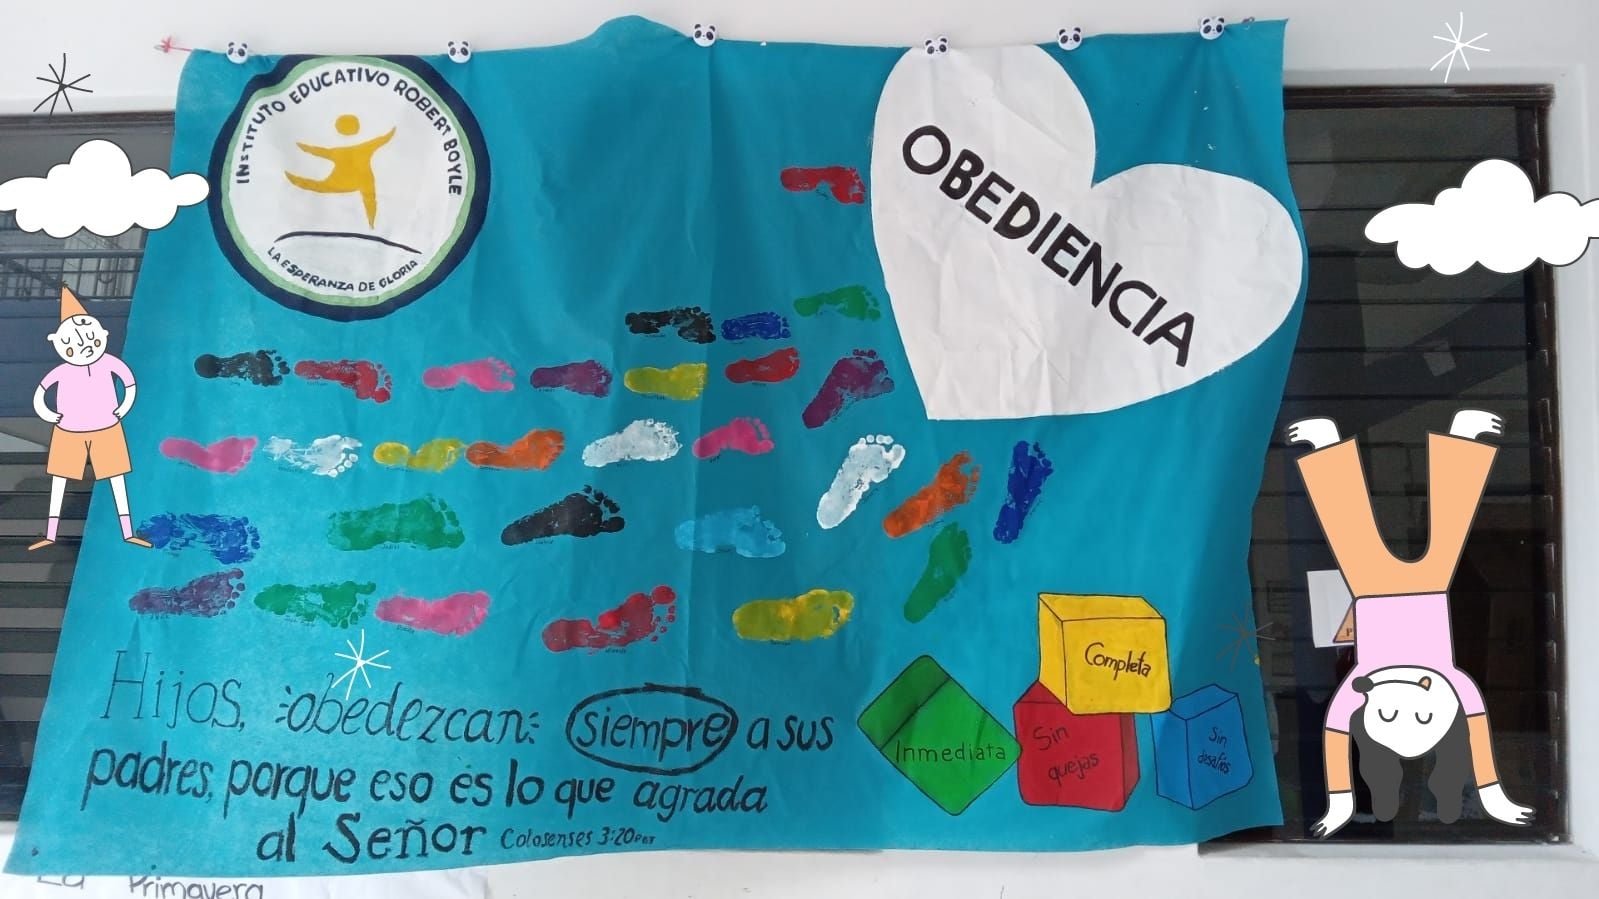 INSTITUTO EDUCATIVO ROBERT BOYLE
LA ESPERANZA DE GLORIA
OBEDIENCIA
Completa
Inmediata
Sin
quejas
Sin
desafíos
Hijos, obedezcan siempre a sus
padres, porque eso es lo que agrada
al Señor Colosenses 3:20 PDT
La Primavera